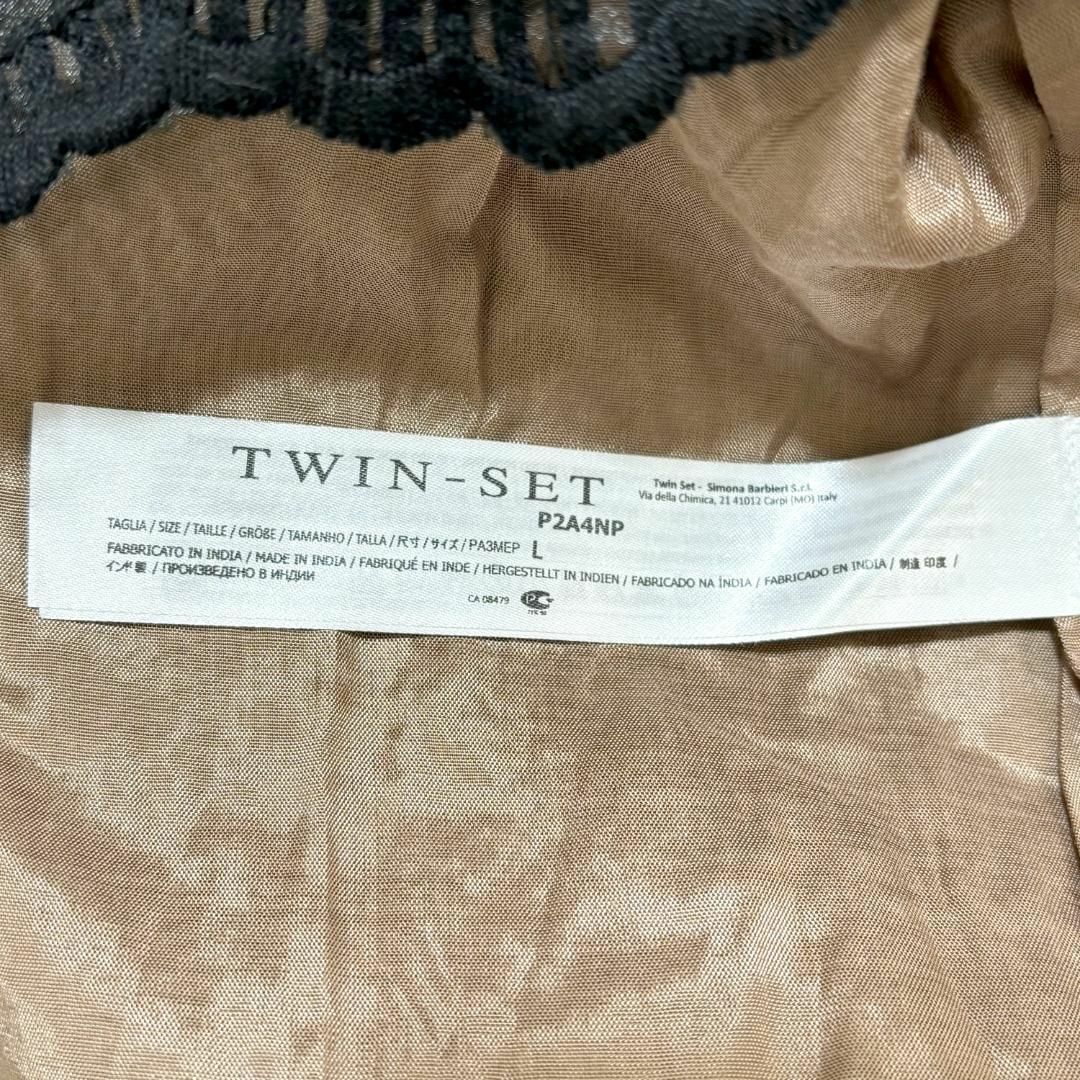 TWIN-SET
Twin Set - Simona Barbieri S.r.l.
Via della Chimica, 21 41012 Carpi (MO) Italy
P2A4NP
TAGLIA / SIZE / TAILLE / GRÖßE / TAMANHO / TALLA / 尺寸 / サイズ / РАЗМЕР L
FABBRICATO IN INDIA / MADE IN INDIA / FABRIQUÉ EN INDE / HERGESTELLT IN INDIEN / FABRICADO NA ÍNDIA / FABRICADO EN INDIA / 制造 印度 /
インド製 / ПРОИЗВЕДЕНО В ИНДИИ
CA 08479